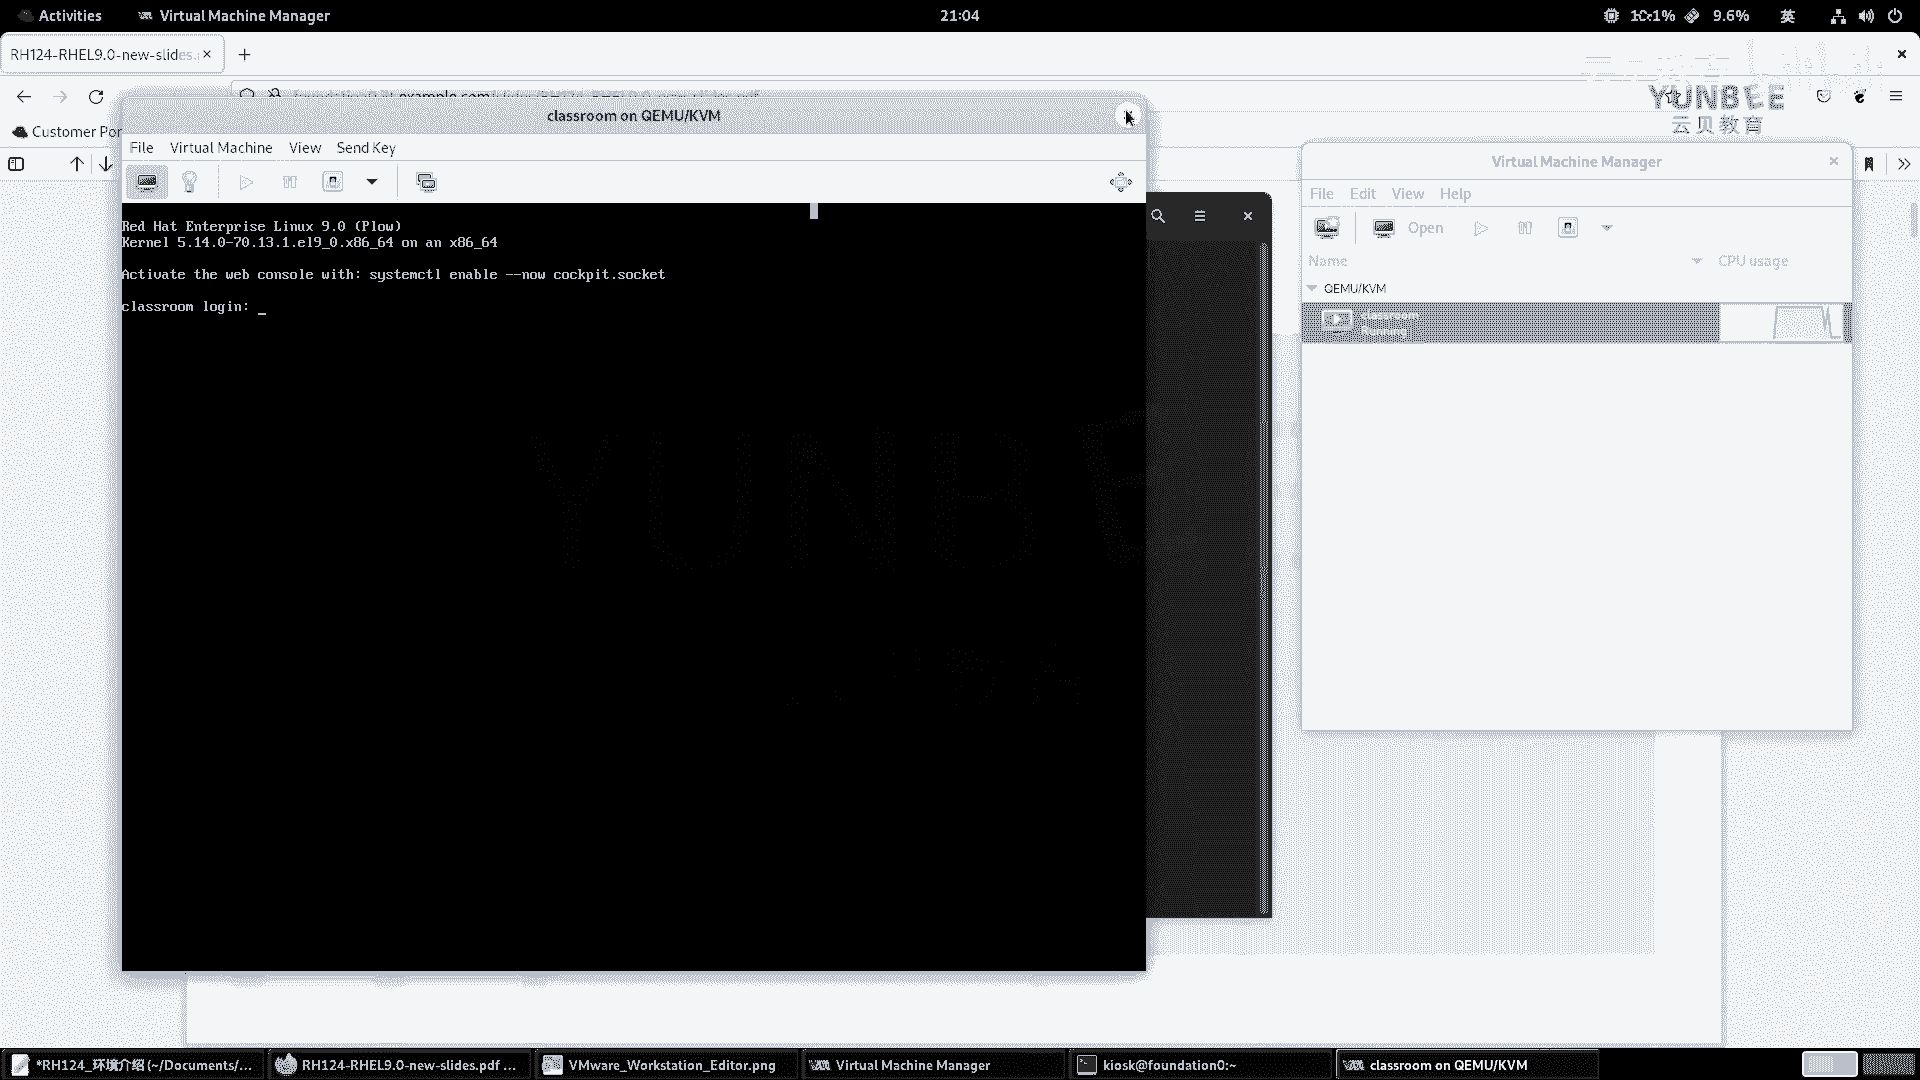 Activities
Virtual Machine Manager
21:04
9.6%
英
RH124-RHEL9.0-new-slides.
YUNBEE
云贝教育
Customer Por
classroom on QEMU/KVM
File Virtual Machine View Send Key
Red Hat Enterprise Linux 9.0 (Plow)
Kernel 5.14.0-70.13.1.el9_0.x86_64 on an x86_64
Activate the web console with: systemctl enable --now cockpit.socket
classroom login: _
Virtual Machine Manager
File Edit View Help
Open
Name CPU usage
QEMU/KVM
classroom
Running
*RH124_环境介绍 (~/Documents/...
RH124-RHEL9.0-new-slides.pdf ...
VMware_Workstation_Editor.png
Virtual Machine Manager
kiosk@foundation0:~
classroom on QEMU/KVM